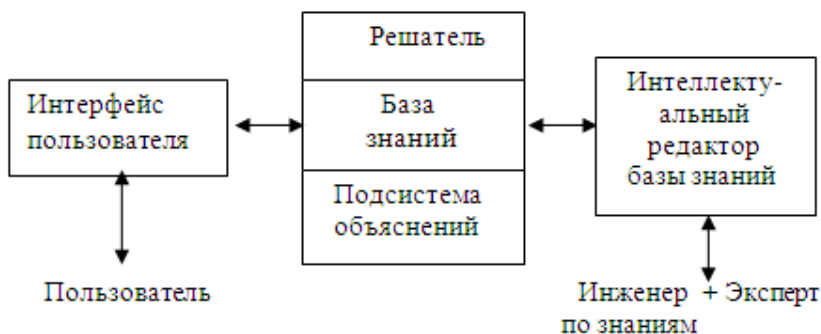 Решатель
Интерфейс
пользователя
База
знаний
Подсистема
объяснений
Интеллекту-
альный
редактор
базы знаний
Пользователь
Инженер + Эксперт
по знаниям